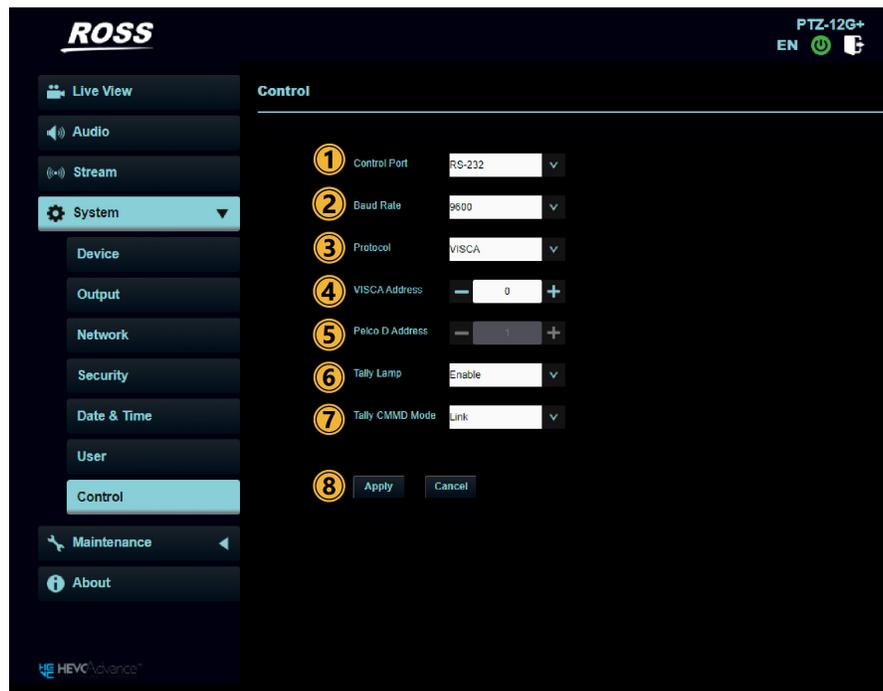 ROSS
PTZ-12G+
EN
Live View
Audio
Stream
System
Device
Output
Network
Security
Date & Time
User
Control
Maintenance
About
HEVCAdvance™
Control
1 Control Port RS-232
2 Baud Rate 9600
3 Protocol VISCA
4 VISCA Address 0
5 Pelco D Address 1
6 Tally Lamp Enable
7 Tally CMMD Mode Link
8 Apply Cancel